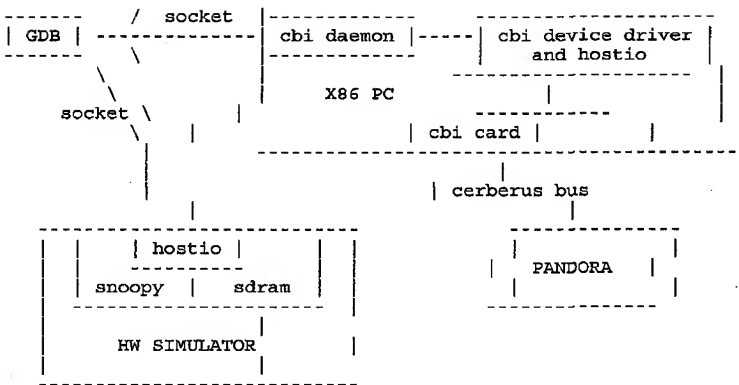 socket
GDB cbi daemon cbi device driver
and hostio
X86 PC
socket
cbi card
cerberus bus
hostio
PANDORA
snoopy sdram
HW SIMULATOR